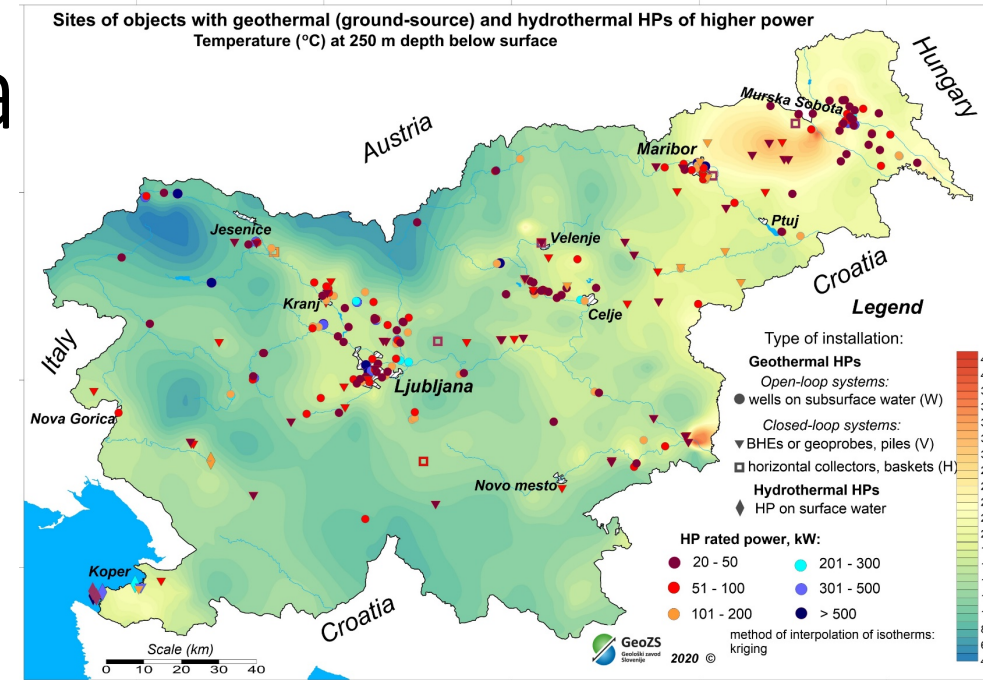 a
Sites of objects with geothermal (ground-source) and hydrothermal HPs of higher power
Temperature (°C) at 250 m depth below surface
Hungary
Murska Sobota
Austria
Maribor
Jesenice
Velenje
Ptuj
Croatia
Kranj
Celje
Italy
Ljubljana
Nova Gorica
Novo mesto
Koper
Croatia
Legend
Type of installation:
Geothermal HPs
Open-loop systems:
wells on subsurface water (W)
Closed-loop systems:
BHEs or geoprobes, piles (V)
horizontal collectors, baskets (H)
Hydrothermal HPs
HP on surface water
HP rated power, kW:
20 - 50
201 - 300
51 - 100
301 - 500
101 - 200
> 500
method of interpolation of isotherms:
kriging
GeoZS
Geološki zavod
Slovenije
2020 ©
Scale (km)
0 10 20 30 40